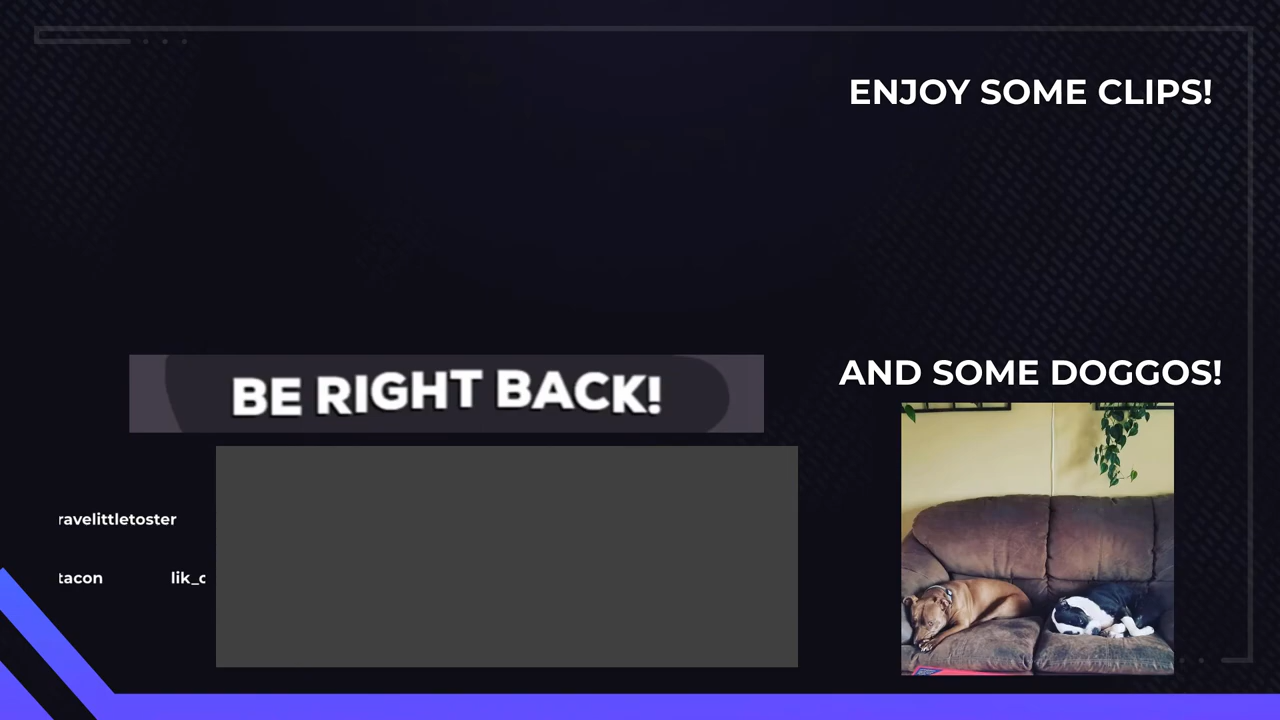 ENJOY SOME CLIPS!
AND SOME DOGGOS!
BE RIGHT BACK!
ravelittletoster
tacon lik_c